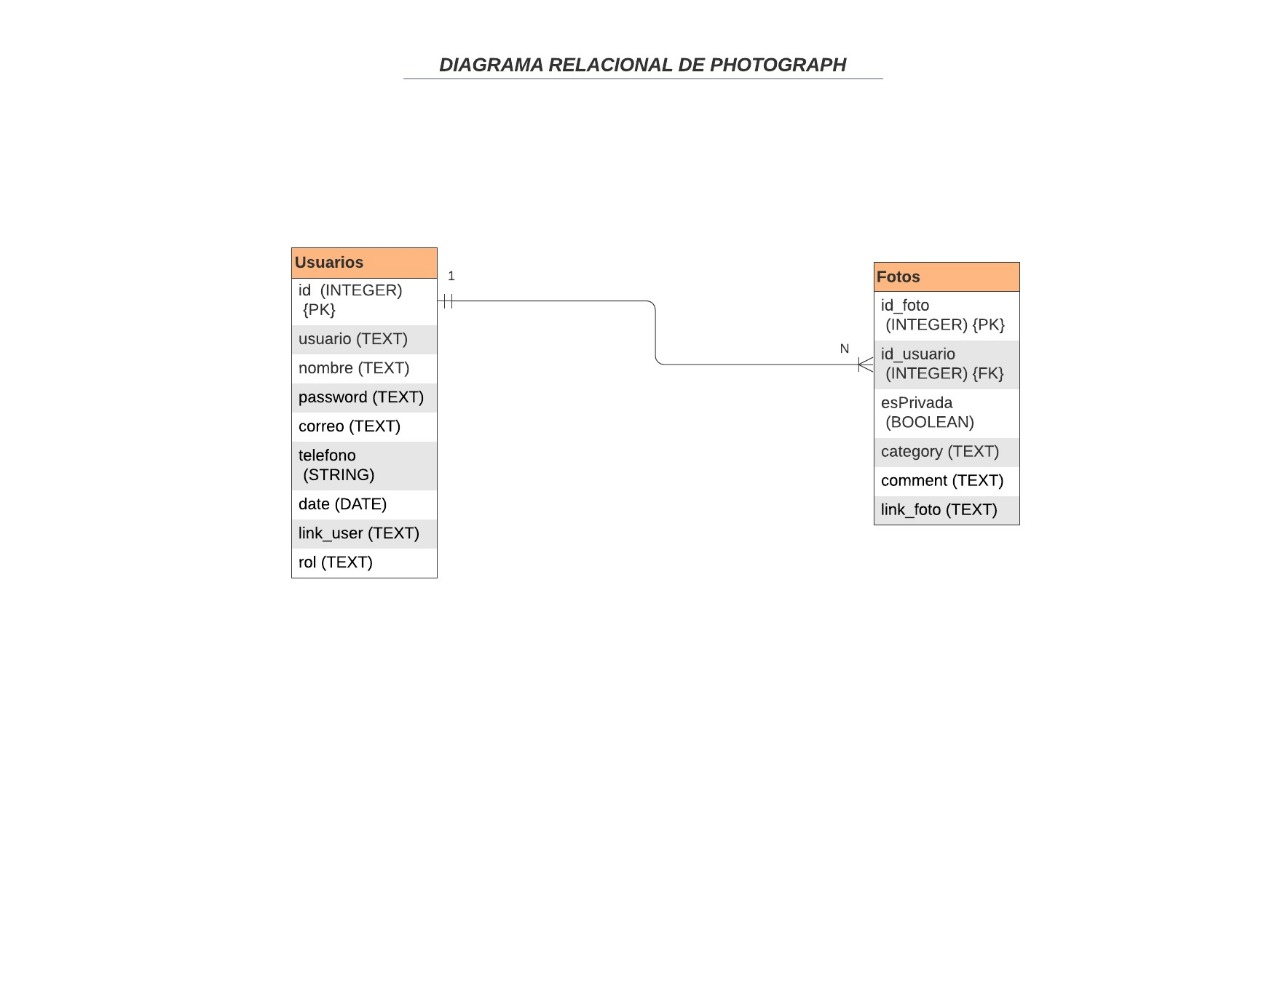 DIAGRAMA RELACIONAL DE PHOTOGRAPH
Usuarios
id (INTEGER)
{PK}
usuario (TEXT)
nombre (TEXT)
password (TEXT)
correo (TEXT)
telefono
(STRING)
date (DATE)
link_user (TEXT)
rol (TEXT)
1
N
Fotos
id_foto
(INTEGER) {PK}
id_usuario
(INTEGER) {FK}
esPrivada
(BOOLEAN)
category (TEXT)
comment (TEXT)
link_foto (TEXT)